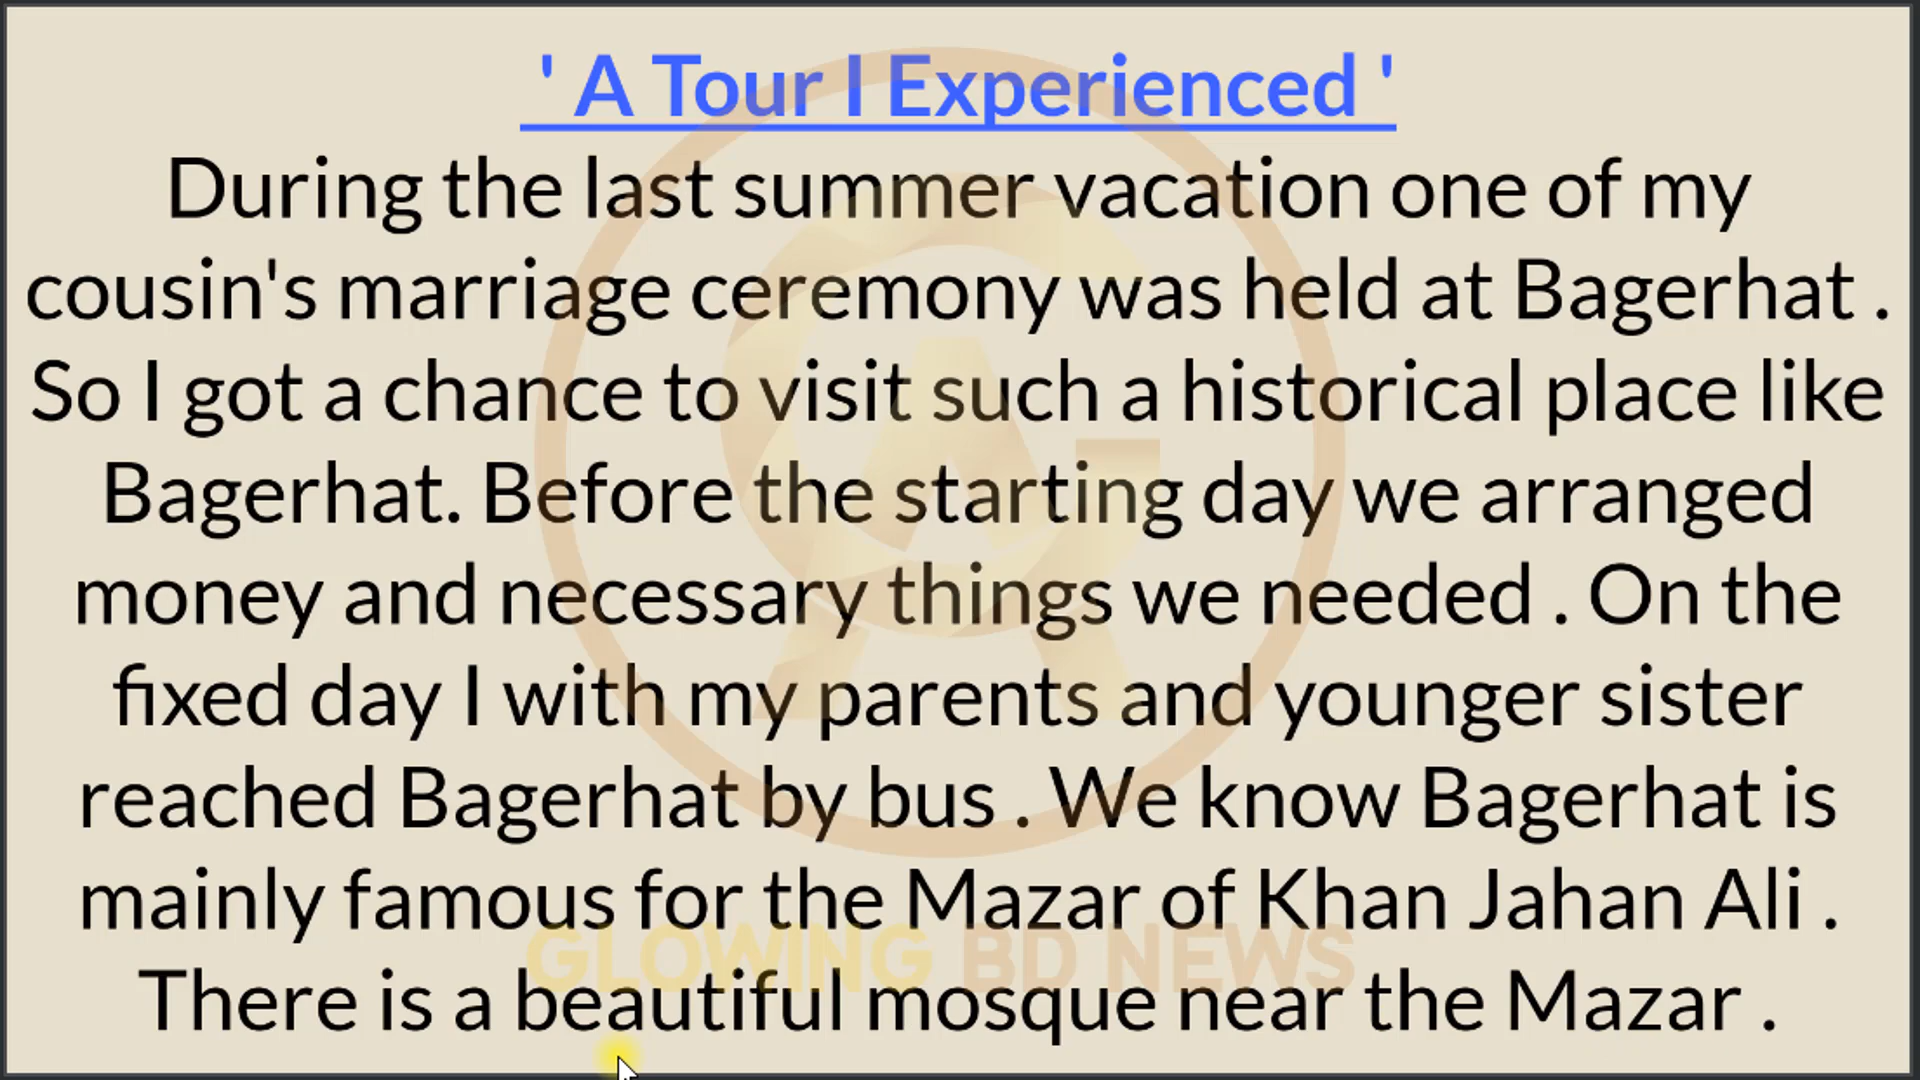 ' A Tour I Experienced '
During the last summer vacation one of my
cousin's marriage ceremony was held at Bagerhat .
So I got a chance to visit such a historical place like
Bagerhat. Before the starting day we arranged
money and necessary things we needed . On the
fixed day I with my parents and younger sister
reached Bagerhat by bus . We know Bagerhat is
mainly famous for the Mazar of Khan Jahan Ali .
GLOWING BD NEWS
There is a beautiful mosque near the Mazar .